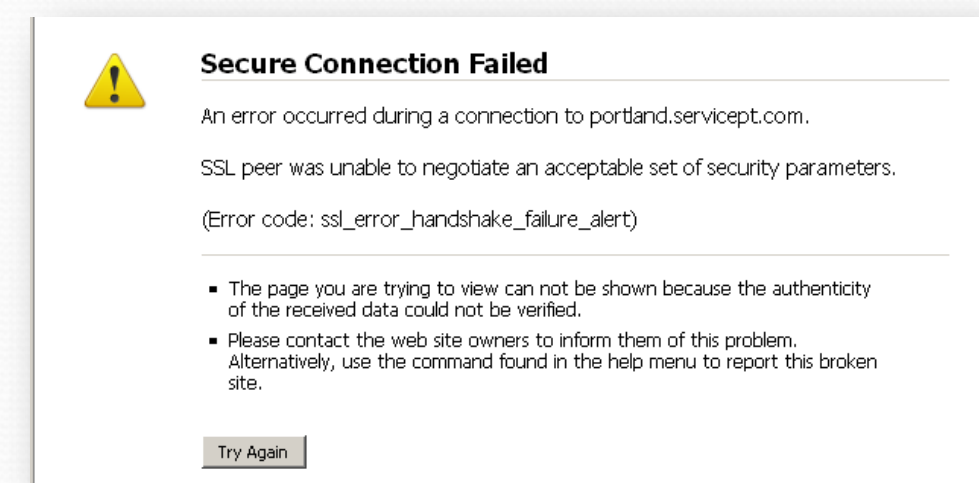 Secure Connection Failed
An error occurred during a connection to portland.servicept.com.
SSL peer was unable to negotiate an acceptable set of security parameters.
(Error code: ssl_error_handshake_failure_alert)
▪ The page you are trying to view can not be shown because the authenticity
of the received data could not be verified.
▪ Please contact the web site owners to inform them of this problem.
Alternatively, use the command found in the help menu to report this broken
site.
Try Again